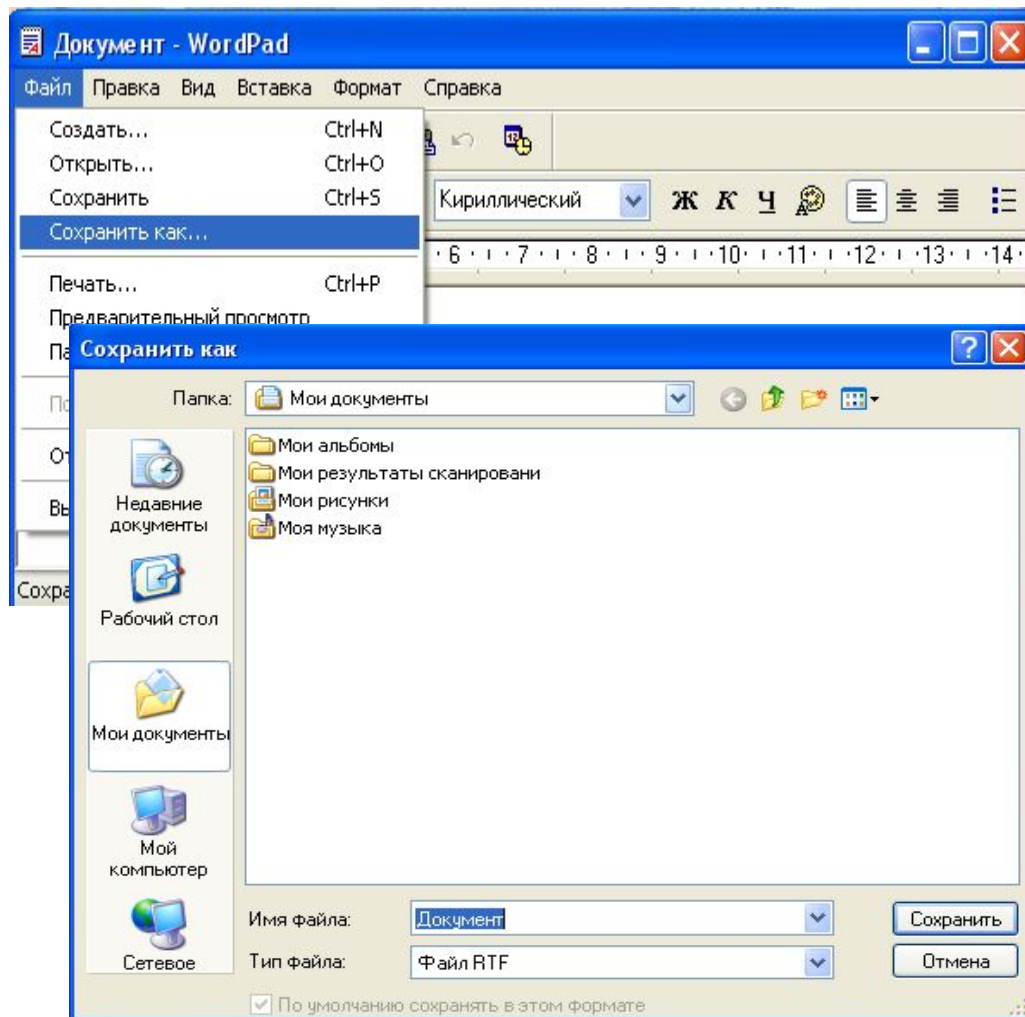 Документ - WordPad
Файл Правка Вид Вставка Формат Справка
Создать... Ctrl+N
Открыть... Ctrl+O
Сохранить Ctrl+S
Кириллический Ж К Ч
Сохранить как...
6 7 8 9 10 11 12 13 14
Печать... Ctrl+P
Предварительный просмотр
Сохранить как
Папка: Мои документы
Мои альбомы
Мои результаты сканировани
Мои рисунки
Моя музыка
Недавние
документы
Рабочий стол
Мои документы
Мой
компьютер
Сетевое
Имя файла: Документ Сохранить
Тип файла: Файл RTF Отмена
По умолчанию сохранять в этом формате